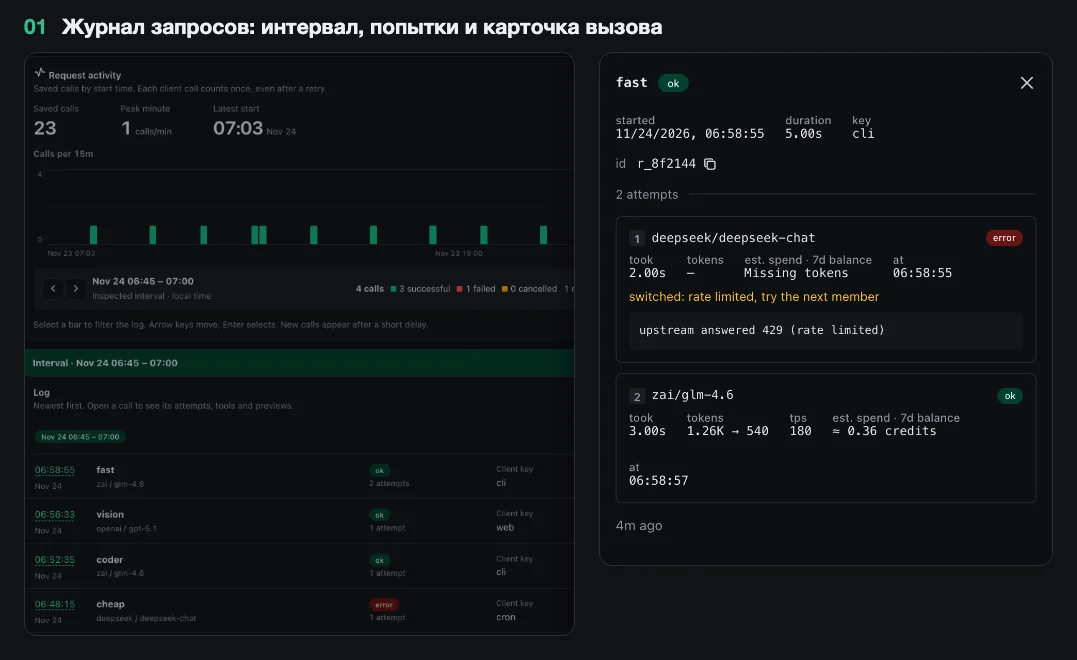 01 Журнал запросов: интервал, попытки и карточка вызова
Request activity
Saved calls by start time. Each client call counts once, even after a retry.
Saved calls Peak minute Latest start
23 1 calls/min 07:03 Nov 24
Calls per 15m
4
0
Nov 23 07:03 Nov 23 19:00
Nov 24 06:45 – 07:00
Inspected interval · local time
4 calls 3 successful 1 failed 0 cancelled 1
Select a bar to filter the log. Arrow keys move, Enter selects. New calls appear after a short delay.
Interval · Nov 24 06:45 – 07:00
Log
Newest first. Open a call to see its attempts, tools and previews.
Nov 24 06:45 – 07:00
06:58:55 fast ok Client key
Nov 24 zai / glm-4.6 2 attempts cli
06:56:33 vision ok Client key
Nov 24 openai / gpt-5.1 1 attempt web
06:52:35 coder ok Client key
Nov 24 zai / glm-4.6 1 attempt cli
06:48:15 cheap error Client key
Nov 24 deepseek / deepseek-chat 1 attempt cron
fast ok
started duration key
11/24/2026, 06:58:55 5.00s cli
id r_8f2144
2 attempts
1 deepseek/deepseek-chat error
took tokens est. spend · 7d balance at
2.00s — Missing tokens 06:58:55
switched: rate limited, try the next member
upstream answered 429 (rate limited)
2 zai/glm-4.6 ok
took tokens tps est. spend · 7d balance
3.00s 1.26K → 540 180 ≈ 0.36 credits
at
06:58:57
4m ago